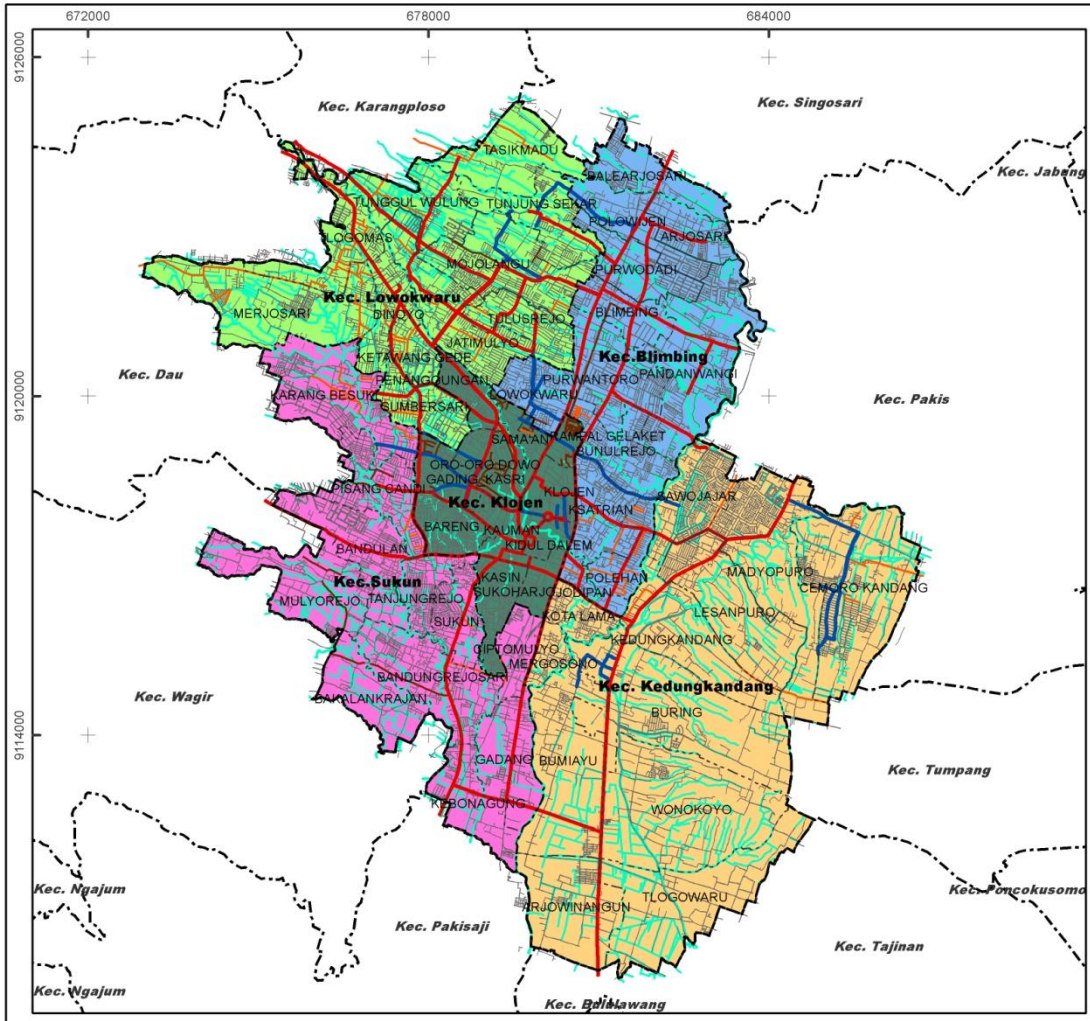 672000
678000
684000
9126000
Kec. Karangploso
Kec. Singosari
TASIKMADU
BALEARJOSARI
Kec. Jabung
TUNGGUL WULUNG
TUNJUNG SEKAR
POLOWIJEN
TLOGOMAS
ARJOSARI
MOJOLANGU
PURWODADI
Kec. Lowokwaru
MERJOSARI
DINOYO
TULUSREJO
BLIMBING
JATIMULYO
KETAWANG GEDE
Kec.Blimbing
Kec. Dau
PENANGGUNGAN
PURWANTORO
PANDANWANGI
9120000
KARANG BESUKI
LOWOKWARU
Kec. Pakis
SUMBERSARI
SAMA'AN
RAMPAL GELAKET
BUNULREJO
ORO-ORO DOWO
GADING KASRI
PISANG CANDI
KLOJEN
SAWOJAJAR
Kec. Klojen
KSATRIAN
BARENG
KAUMAN
BANDULAN
KIDUL DALEM
MADYOPURO
Kec.Sukun
KASIN
POLEHAN
CEMORO KANDANG
MULYOREJO
TANJUNGREJO
SUKOHARJO
JODIPAN
LESANPURO
SUKUN
KOTA LAMA
KEDUNGKANDANG
CIPTOMULYO
MERGOSONO
BANDUNGREJOSARI
Kec. Kedungkandang
Kec. Wagir
BAKALANKRAJAN
BURING
9114000
GADANG
BUMIAYU
Kec. Tumpang
KEBONAGUNG
WONOKOYO
Kec. Ngajum
Kec. Poncokusomo
TLOGOWARU
ARJOWINANGUN
Kec. Pakisaji
Kec. Tajinan
Kec. Ngajum
Kec. Bululawang